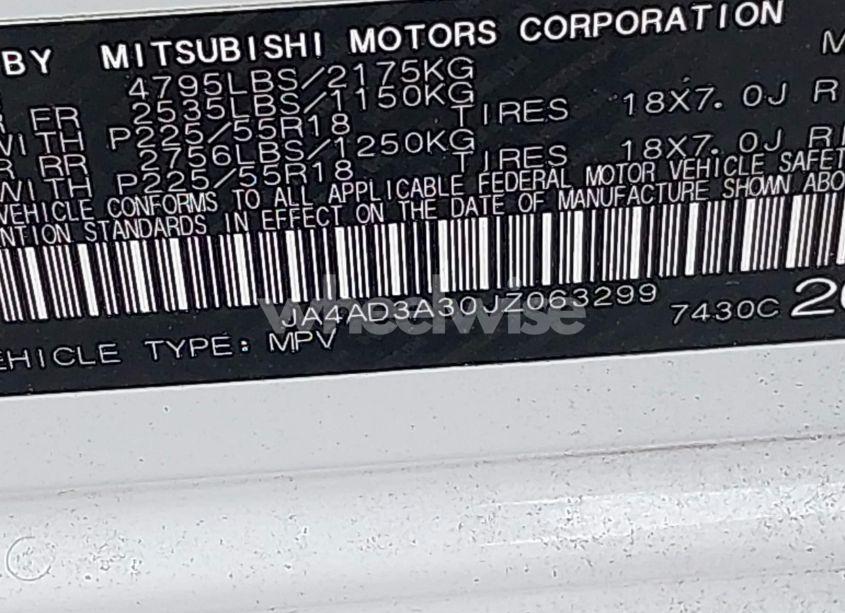 BY MITSUBISHI MOTORS CORPORATION
4795LBS/2175KG
FR 2535LBS/1150KG TIRES 18X7.0J
WITH P225/55R18
RR 2756LBS/1250KG TIRES 18X7.0J
WITH P225/55R18
VEHICLE CONFORMS TO ALL APPLICABLE FEDERAL MOTOR VEHICLE SAFET
NTION STANDARDS IN EFFECT ON THE DATE OF MANUFACTURE SHOWN ABO
JA4AD3A30JZ063299 7430C
wheelwise
EHICLE TYPE: MPV